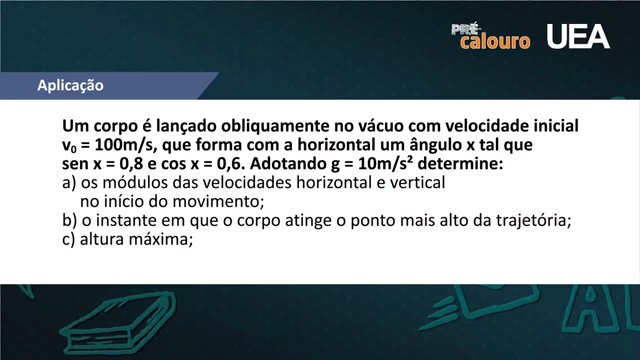 PRÉ-
calouro
UEA
Aplicação
Um corpo é lançado obliquamente no vácuo com velocidade inicial
v₀ = 100m/s, que forma com a horizontal um ângulo x tal que
sen x = 0,8 e cos x = 0,6. Adotando g = 10m/s² determine:
a) os módulos das velocidades horizontal e vertical
no início do movimento;
b) o instante em que o corpo atinge o ponto mais alto da trajetória;
c) altura máxima;